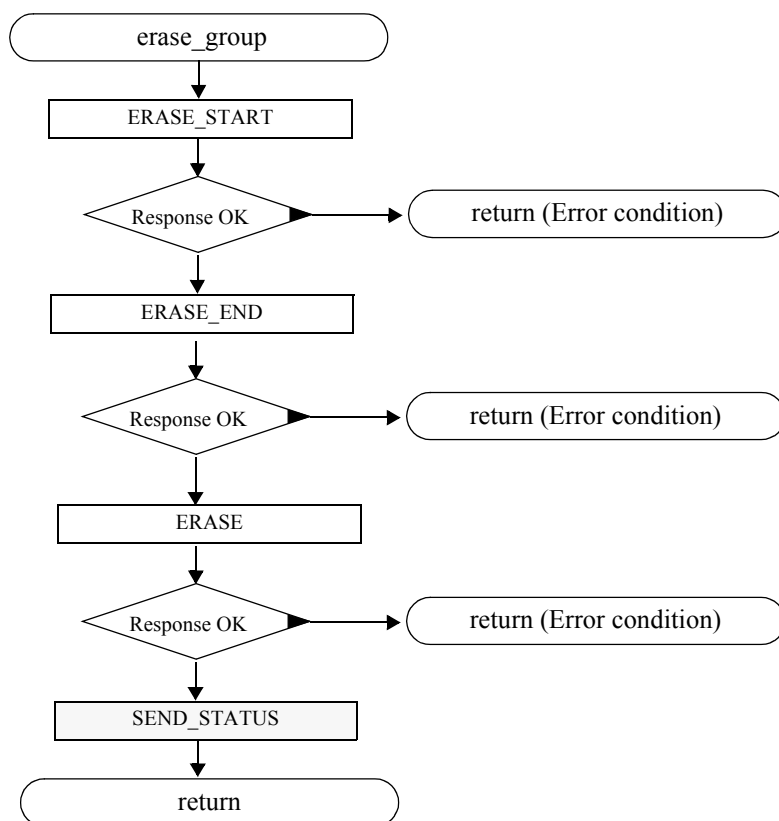 erase_group
ERASE_START
Response OK
return (Error condition)
ERASE_END
Response OK
return (Error condition)
ERASE
Response OK
return (Error condition)
SEND_STATUS
return